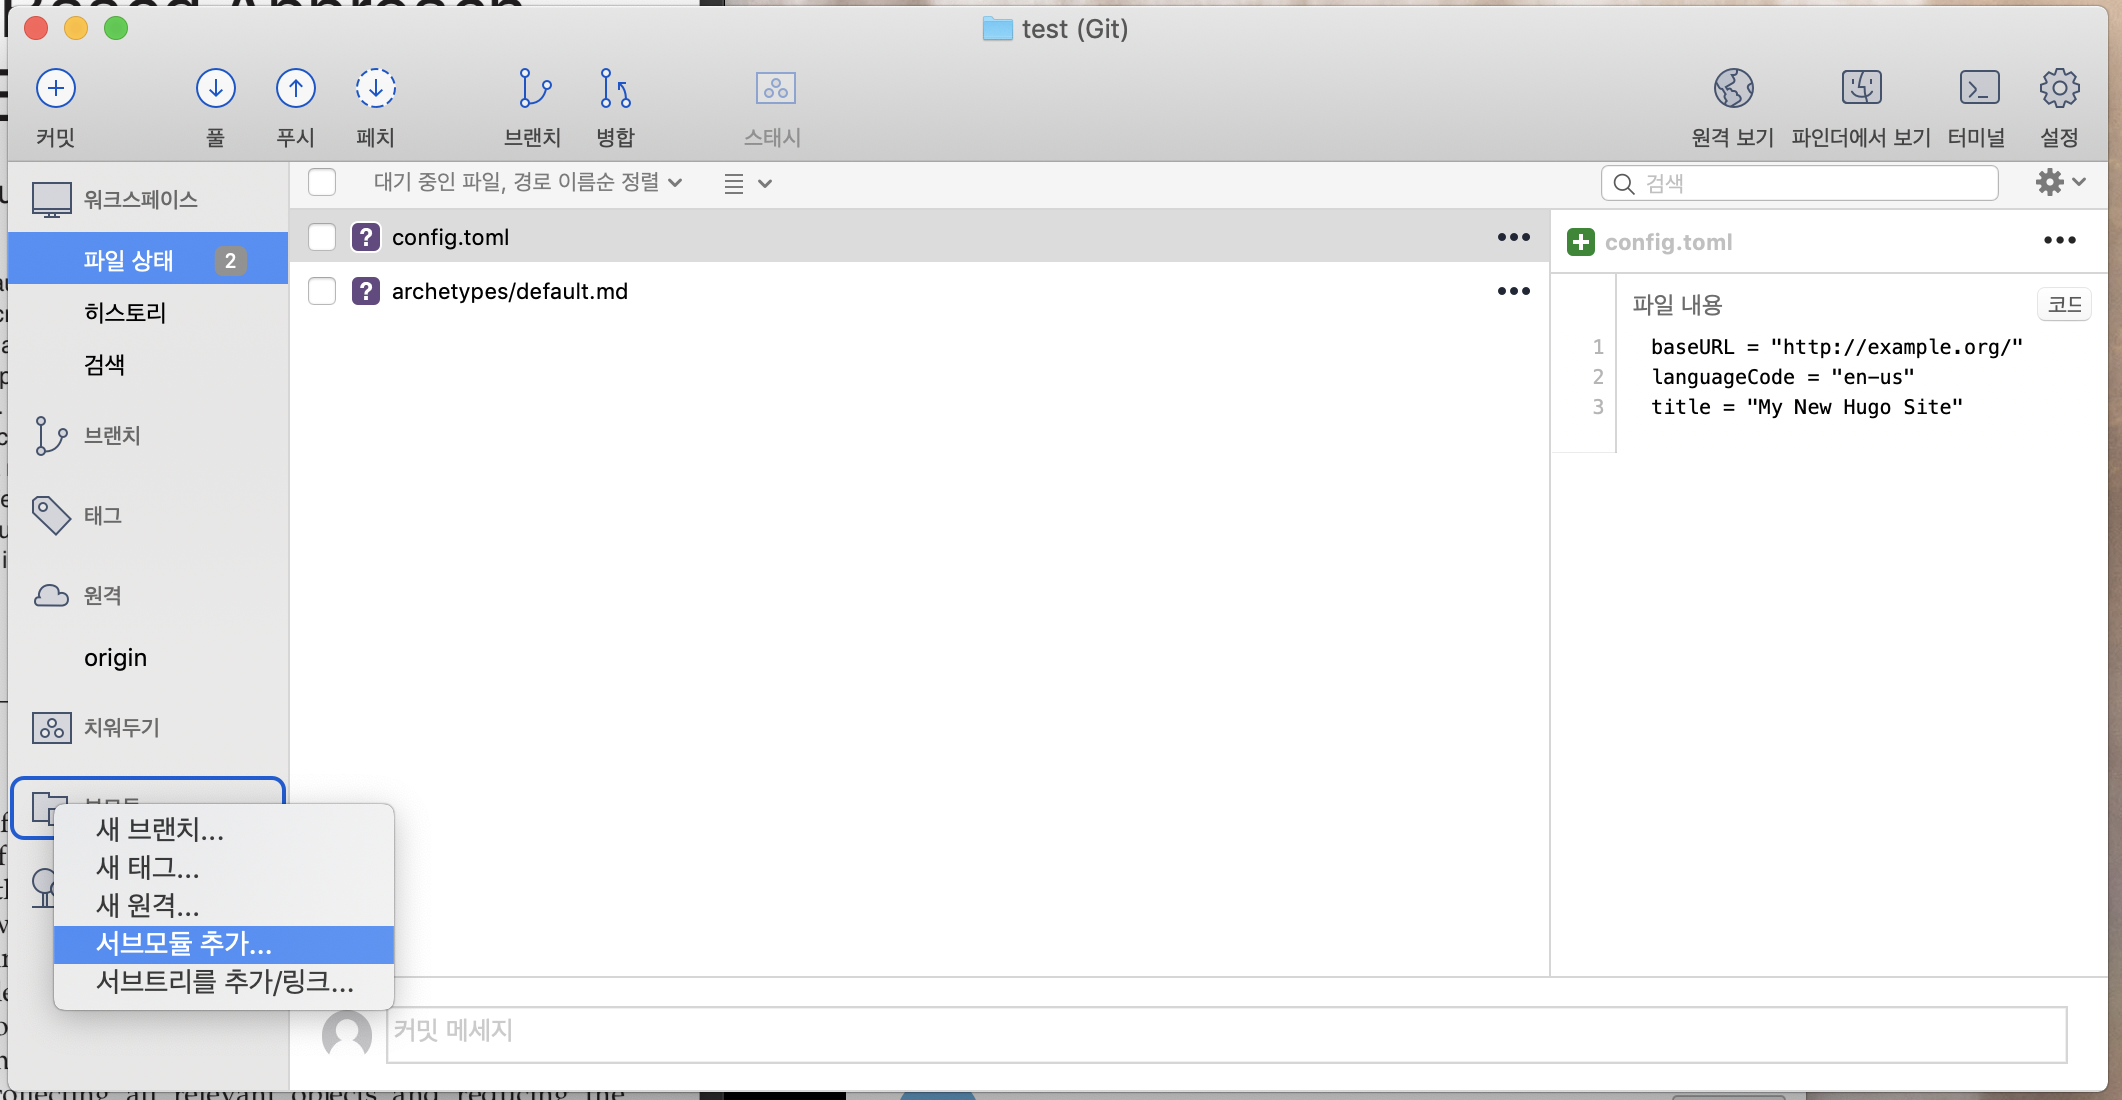 test (Git)
커밋
풀
푸시
페치
브랜치
병합
스태시
원격 보기
파인더에서 보기
터미널
설정
워크스페이스
파일 상태 2
히스토리
검색
브랜치
태그
원격
origin
치워두기
새 브랜치...
새 태그...
새 원격...
서브모듈 추가...
서브트리를 추가/링크...
대기 중인 파일, 경로 이름순 정렬
검색
? config.toml
? archetypes/default.md
config.toml
파일 내용
코드
1 baseURL = "http://example.org/"
2 languageCode = "en-us"
3 title = "My New Hugo Site"
커밋 메세지
all relevant objects and reducing the